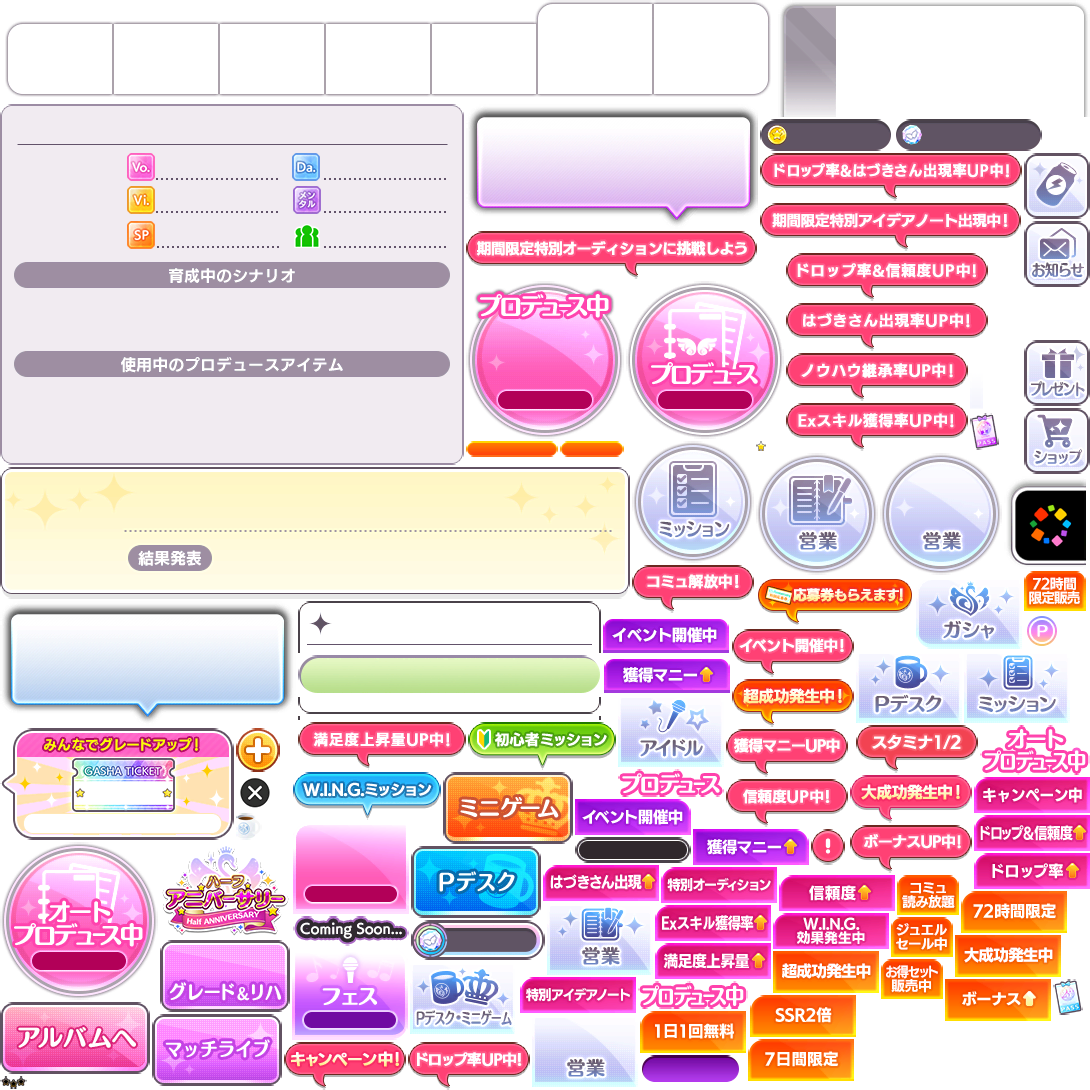 Vo.
Da.
Vi.
メンタル
SP
育成中のシナリオ
使用中のプロデュースアイテム
結果発表
期間限定特別オーディションに挑戦しよう
プロデュース中
プロデュース
ドロップ率&はづきさん出現率UP中!
期間限定特別アイデアノート出現中!
ドロップ率&信頼度UP中!
はづきさん出現率UP中!
ノウハウ継承率UP中!
Exスキル獲得率UP中!
PASS
お知らせ
プレゼント
ショップ
ミッション
営業
営業
コミュ解放中!
応募券もらえます!
ガシャ
72時間
限定販売
P
イベント開催中
イベント開催中!
獲得マニー
超成功発生中!
Pデスク
ミッション
アイドル
満足度上昇量UP中!
初心者ミッション
獲得マニーUP中
スタミナ1/2
オート
プロデュース中
みんなでグレードアップ!
GASHA TICKET
W.I.N.G.ミッション
ミニゲーム
プロデュース
イベント開催中
信頼度UP中!
大成功発生中!
キャンペーン中
獲得マニー
!
ボーナスUP中!
ドロップ&信頼度
ドロップ率
Pデスク
はづきさん出現
特別オーディション
信頼度
コミュ
読み放題
72時間限定
オート
プロデュース中
ハーフ
アニバーサリー
Half ANNIVERSARY
Coming Soon...
営業
Exスキル獲得率
W.I.N.G.
効果発生中
ジュエル
セール中
大成功発生中
満足度上昇量
超成功発生中
お得セット
販売中
ボーナス
PASS
グレード&リハ
フェス
Pデスク・ミニゲーム
特別アイデアノート
プロデュース中
SSR2倍
アルバムへ
マッチライブ
キャンペーン中!
ドロップ率UP中!
営業
1日1回無料
7日間限定